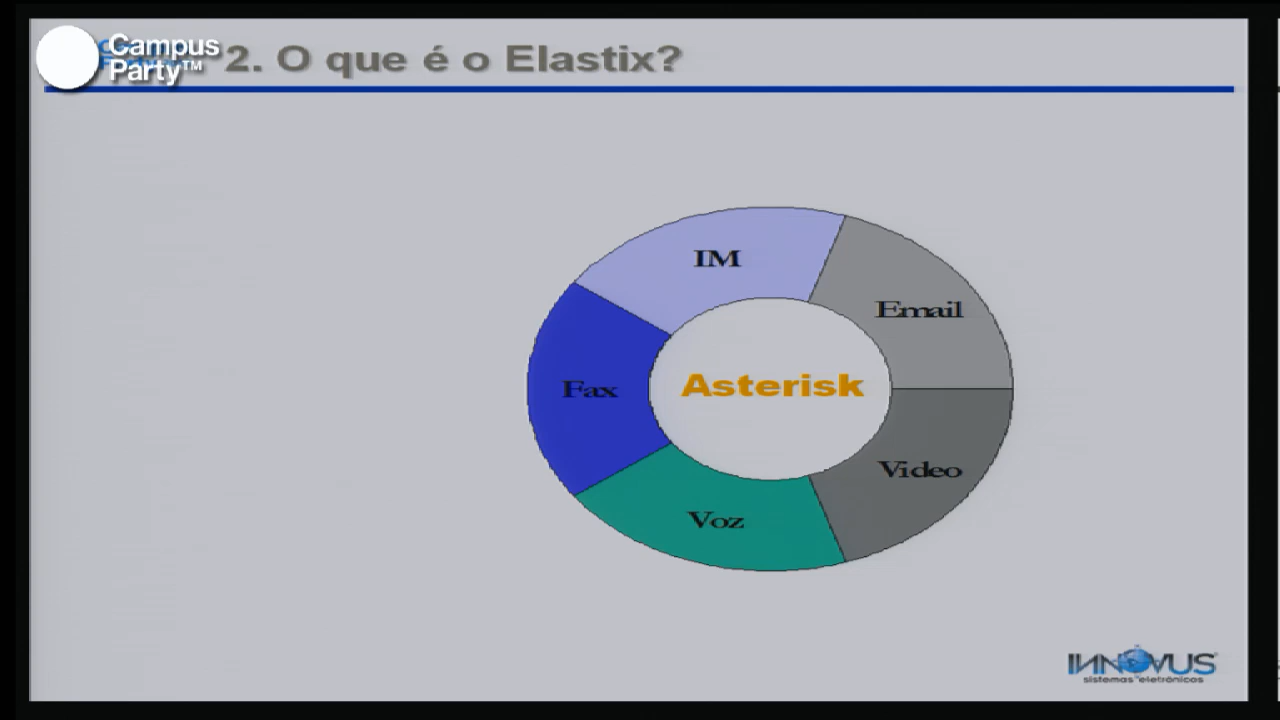 Campus
Party™
2. O que é o Elastix?
IM
Email
Fax
Asterisk
Video
Voz
INNOVUS
sistemas eletrônicos